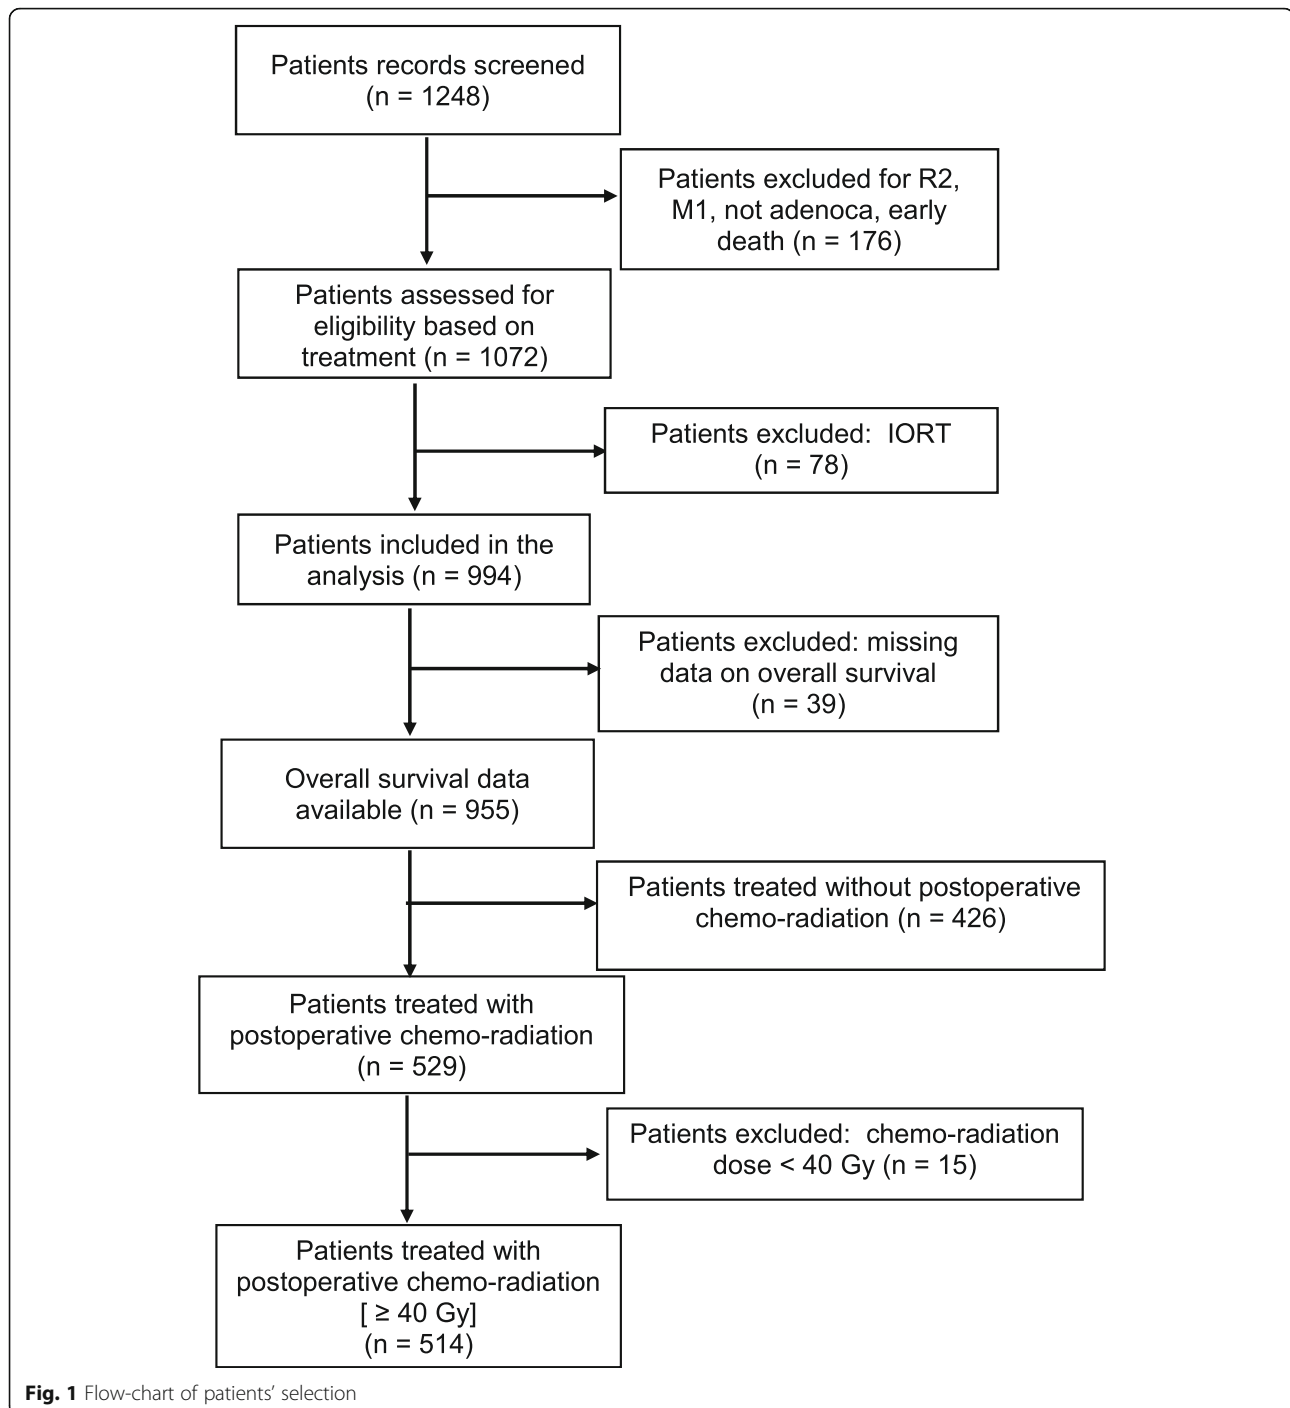 Patients records screened
(n = 1248)
Patients excluded for R2,
M1, not adenoca, early
death (n = 176)
Patients assessed for
eligibility based on
treatment (n = 1072)
Patients excluded:  IORT
(n = 78)
Patients included in the
analysis (n = 994)
Patients excluded: missing
data on overall survival
(n = 39)
Overall survival data
available (n = 955)
Patients treated without postoperative
chemo-radiation (n = 426)
Patients treated with
postoperative chemo-radiation
(n = 529)
Patients excluded:  chemo-radiation
dose < 40 Gy (n = 15)
Patients treated with
postoperative chemo-radiation
[ ≥ 40 Gy]
(n = 514)
Fig. 1 Flow-chart of patients’ selection